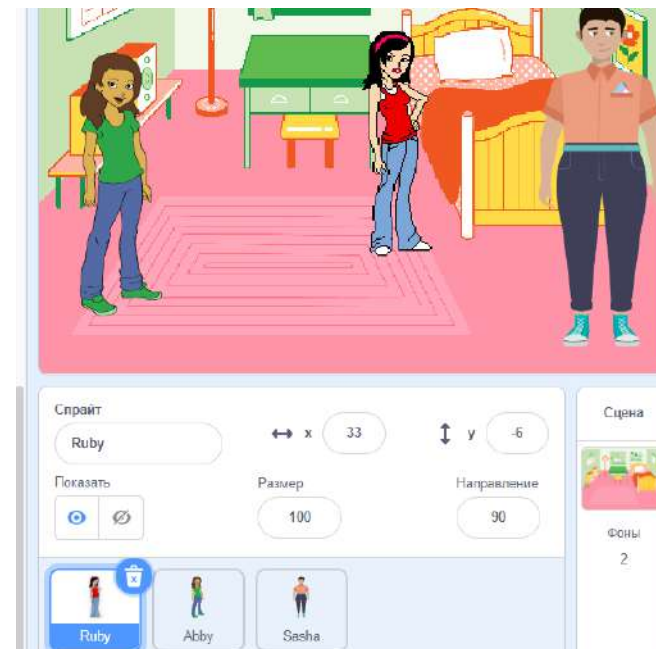 Спрайт
Ruby
x 33
y -6
Показать
Размер
Направление
100
90
Сцена
Фоны
2
Ruby
Abby
Sasha